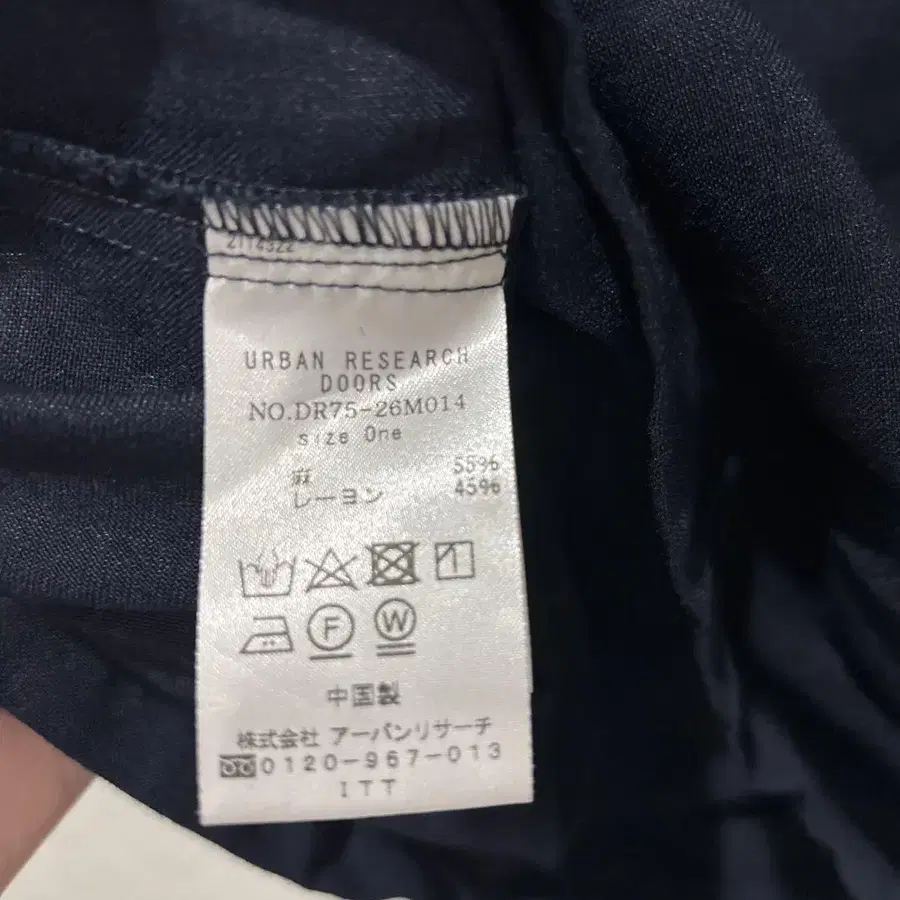 2114322
URBAN RESEARCH
DOORS
NO.DR75-26M014
size One
麻 55%
レーヨン 45%
F W
中国製
株式会社 アーバンリサーチ
0120-967-013
ITT